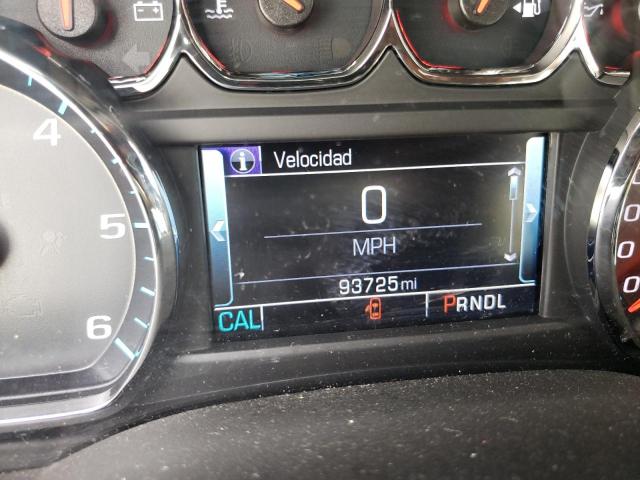 Velocidad
0
MPH
93725 mi
CAL
PRNDL
4
5
6